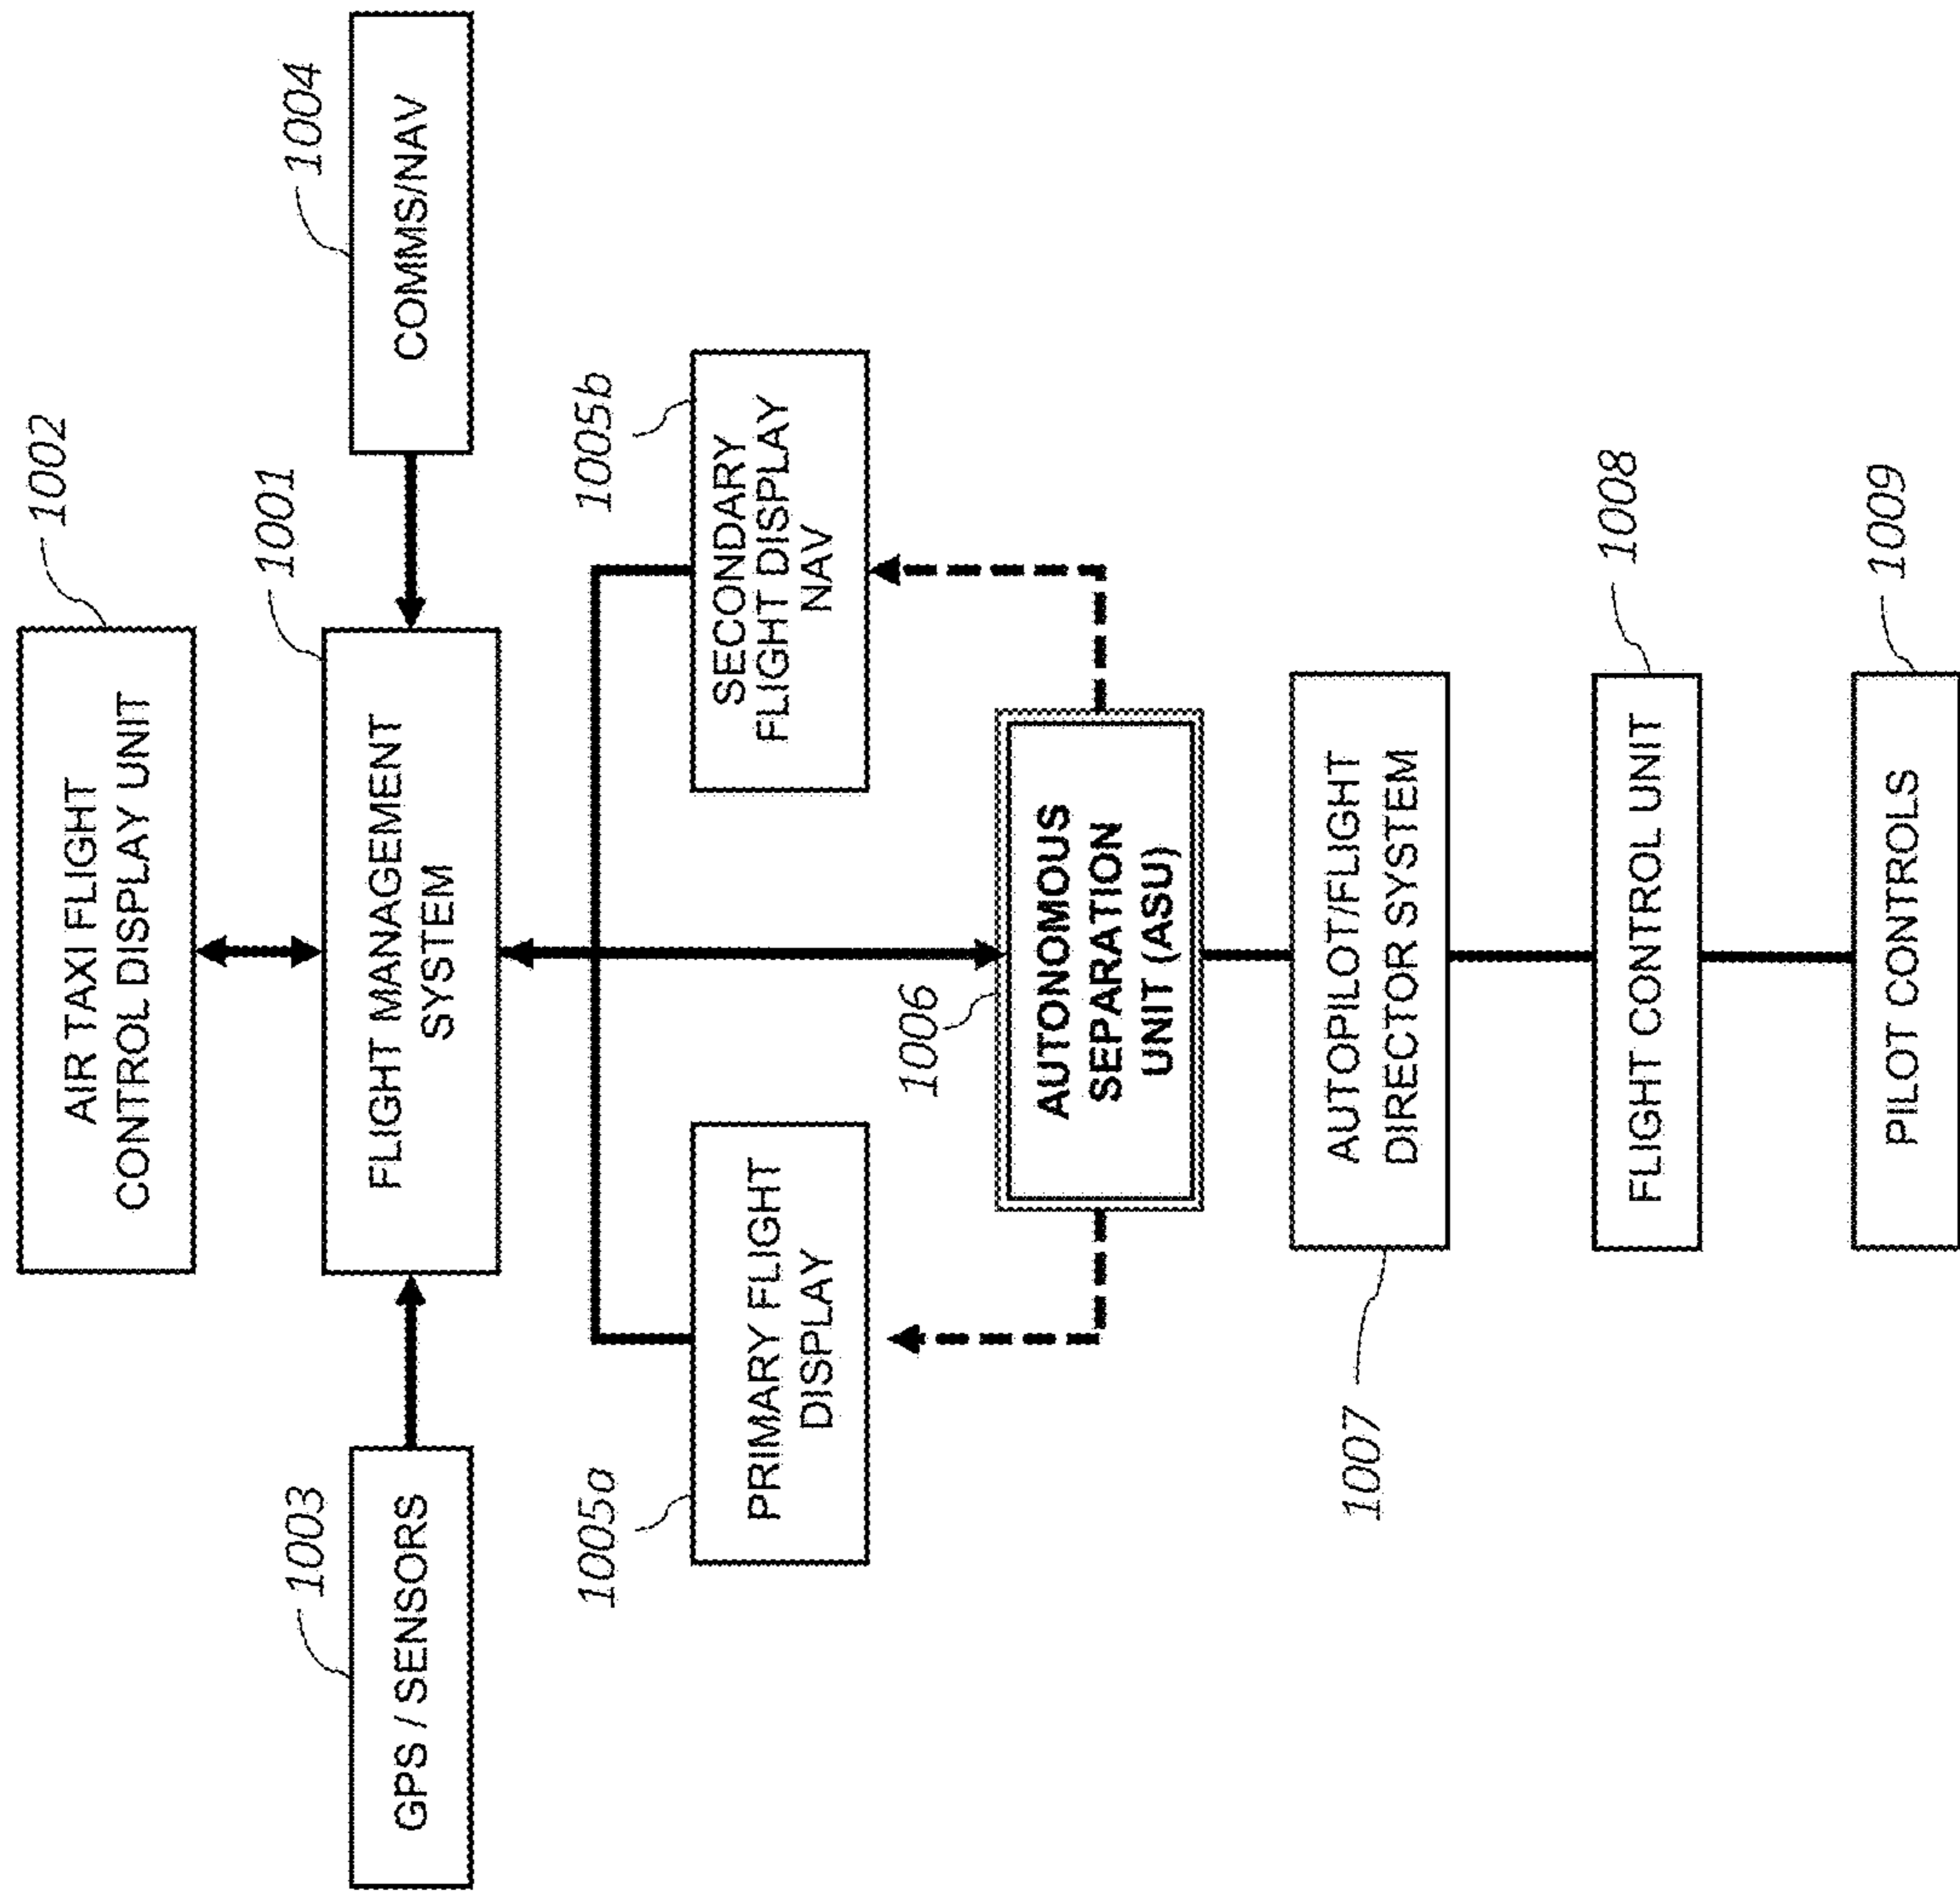 1002
AIR TAXI FLIGHT
CONTROL DISPLAY UNIT
1003
GPS / SENSORS
1001
FLIGHT MANAGEMENT
SYSTEM
1004
COMMS/NAV
1005a
PRIMARY FLIGHT
DISPLAY
1005b
SECONDARY
FLIGHT DISPLAY
NAV
1006
AUTONOMOUS
SEPARATION
UNIT (ASU)
1007
AUTOPILOT/FLIGHT
DIRECTOR SYSTEM
1008
FLIGHT CONTROL UNIT
1009
PILOT CONTROLS